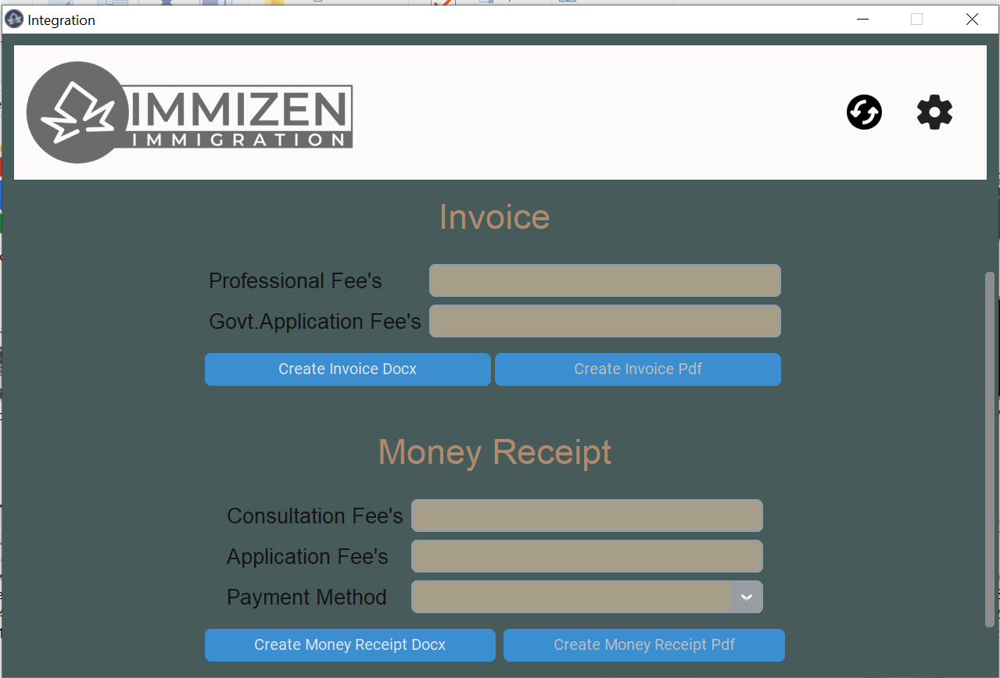 Integration
IMMIZEN
IMMIGRATION
Invoice
Professional Fee's
Govt.Application Fee's
Create Invoice Docx
Create Invoice Pdf
Money Receipt
Consultation Fee's
Application Fee's
Payment Method
Create Money Receipt Docx
Create Money Receipt Pdf